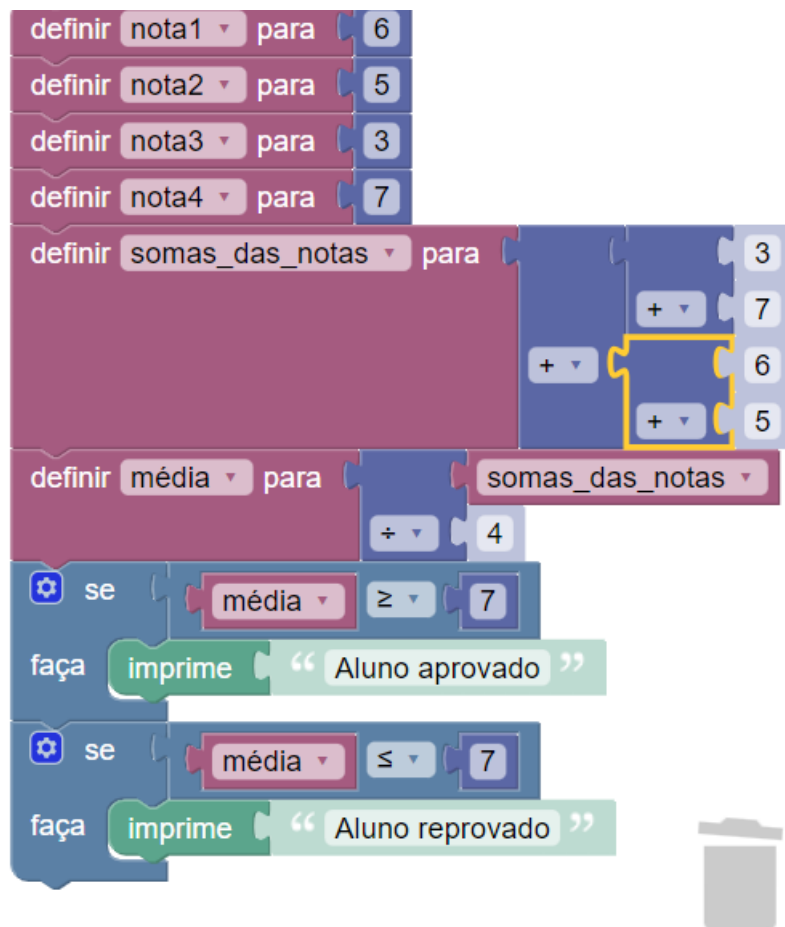 definir nota1 para 6
definir nota2 para 5
definir nota3 para 3
definir nota4 para 7
definir somas_das_notas para 3
+ 7
+ 6
+ 5
definir média para somas_das_notas
÷ 4
se média ≥ 7
faça imprime “ Aluno aprovado ”
se média ≤ 7
faça imprime “ Aluno reprovado ”